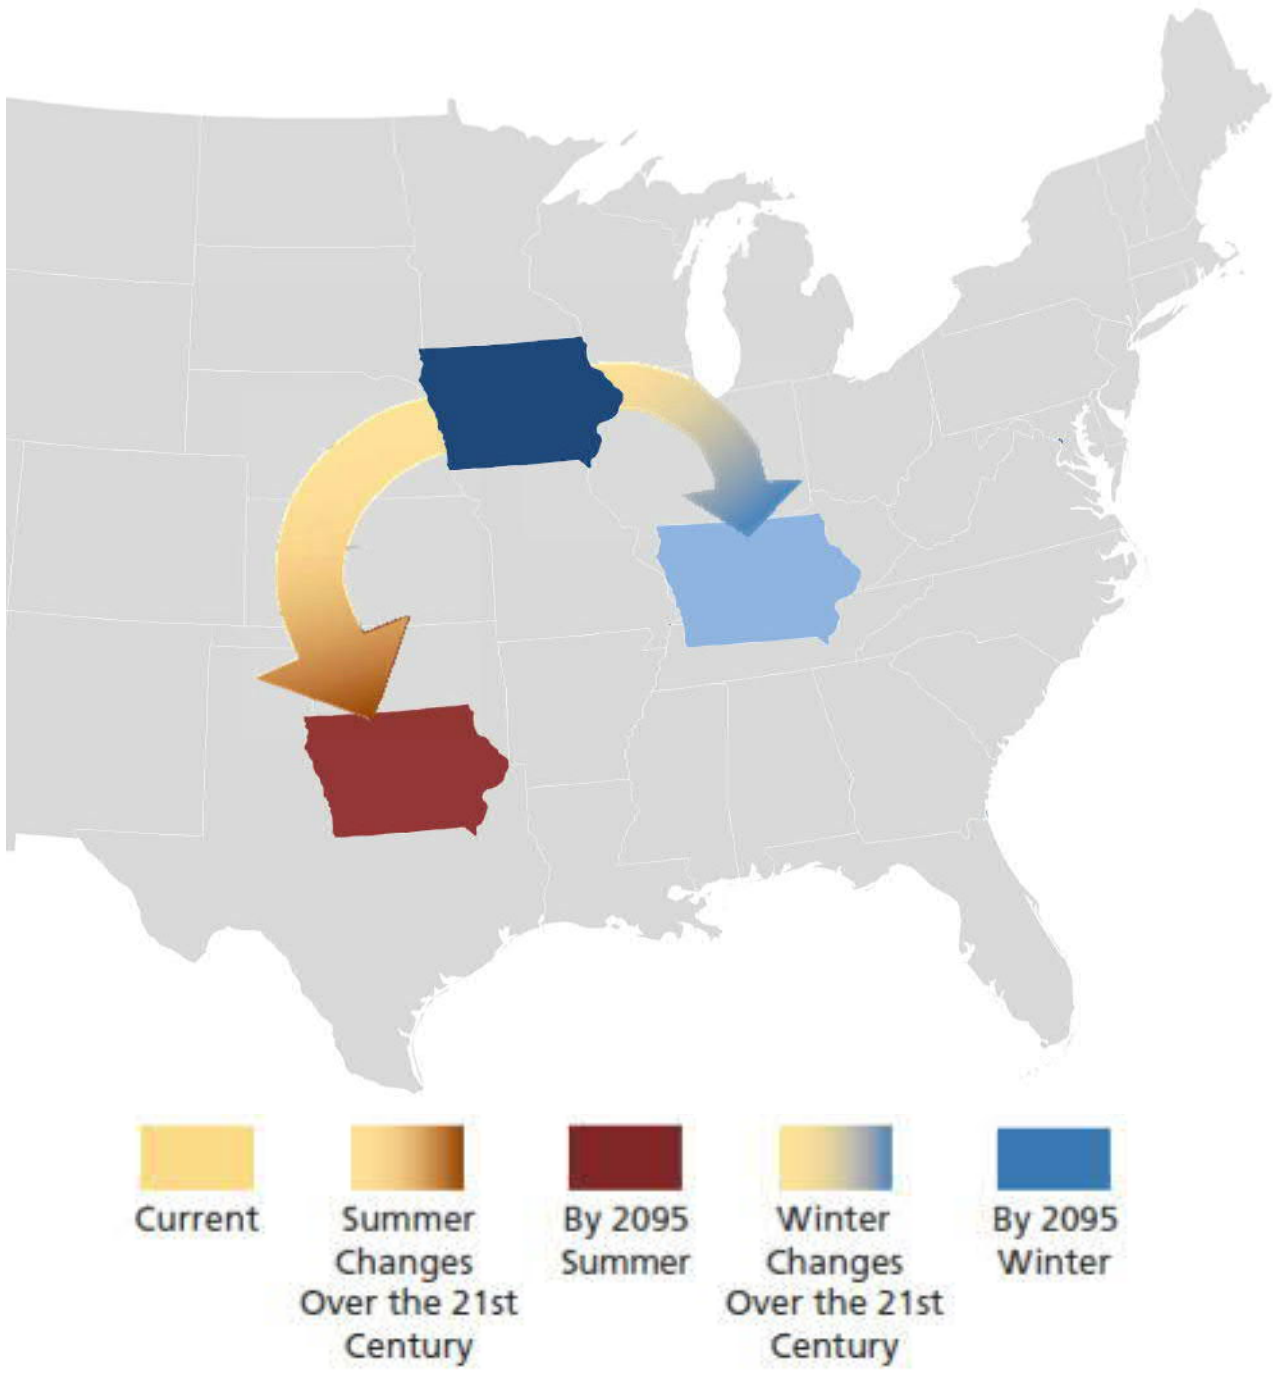 Current
Summer
Changes
Over the 21st
Century
By 2095
Summer
Winter
Changes
Over the 21st
Century
By 2095
Winter